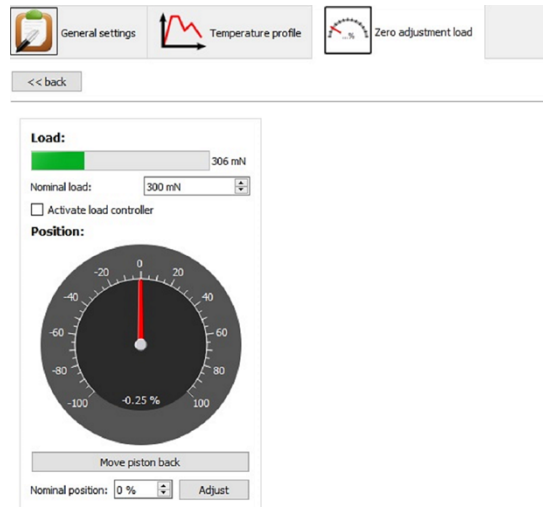 General settings
Temperature profile
...%
Zero adjustment load
<< back
Load:
306 mN
Nominal load: 300 mN
Activate load controller
Position:
-100 -80 -60 -40 -20 0 20 40 60 80 100
-0.25 %
Move piston back
Nominal position: 0 % Adjust